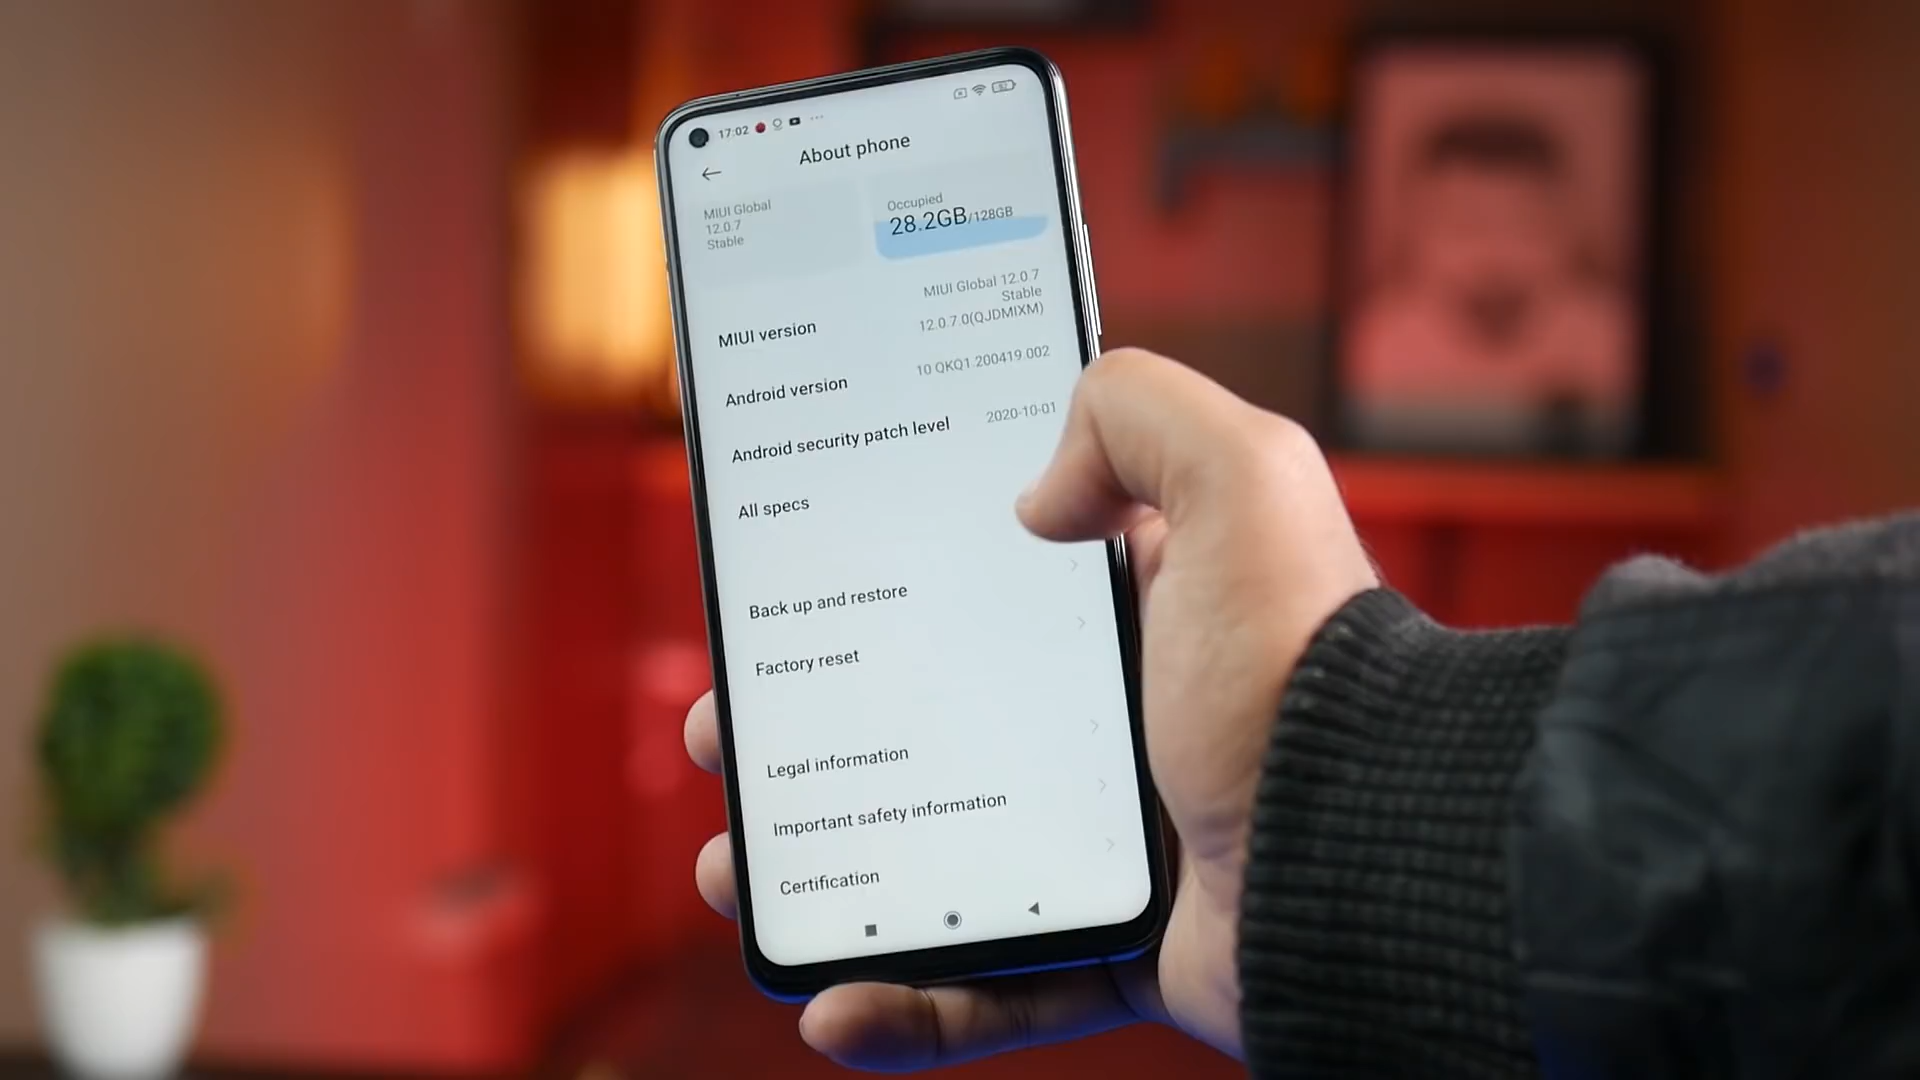 17:02
About phone
MIUI Global
12.0.7
Stable
Occupied
28.2GB/128GB
MIUI version
MIUI Global 12.0.7
Stable
12.0.7.0(QJDMIXM)
Android version
10 QKQ1.200419.002
Android security patch level
2020-10-01
All specs
Back up and restore
Factory reset
Legal information
Important safety information
Certification